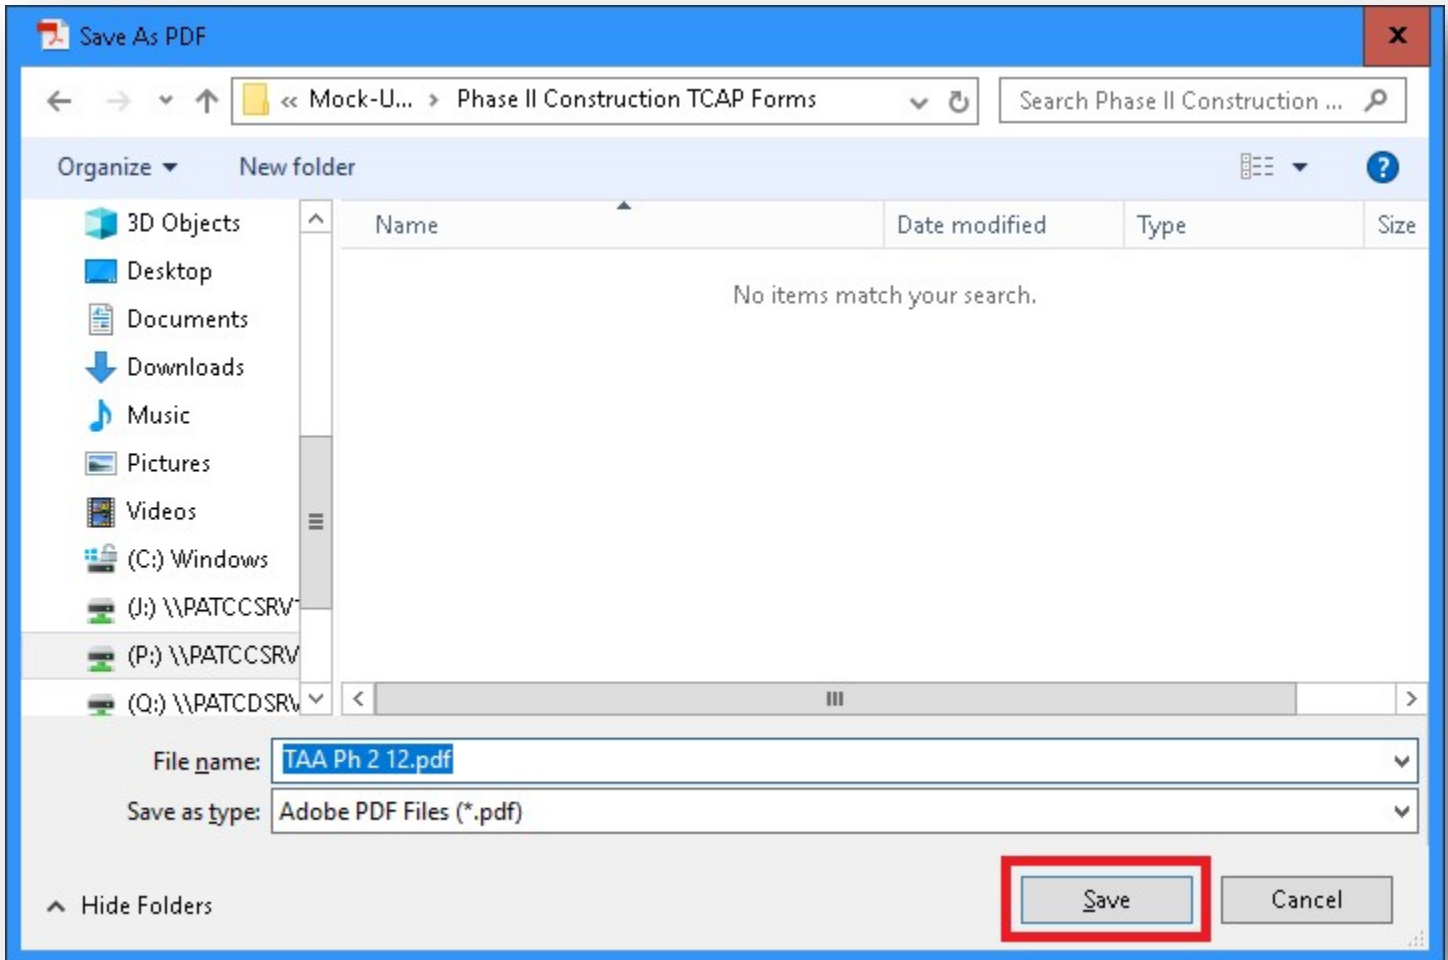 Save As PDF
x
« Mock-U... > Phase II Construction TCAP Forms
Search Phase II Construction ...
Organize
New folder
?
Name
Date modified
Type
Size
No items match your search.
3D Objects
Desktop
Documents
Downloads
Music
Pictures
Videos
(C:) Windows
(J:) \\PATCCSRV
(P:) \\PATCCSRV
(Q:) \\PATCDSRV
File name: TAA Ph 2 12.pdf
Save as type: Adobe PDF Files (*.pdf)
Hide Folders
Save
Cancel